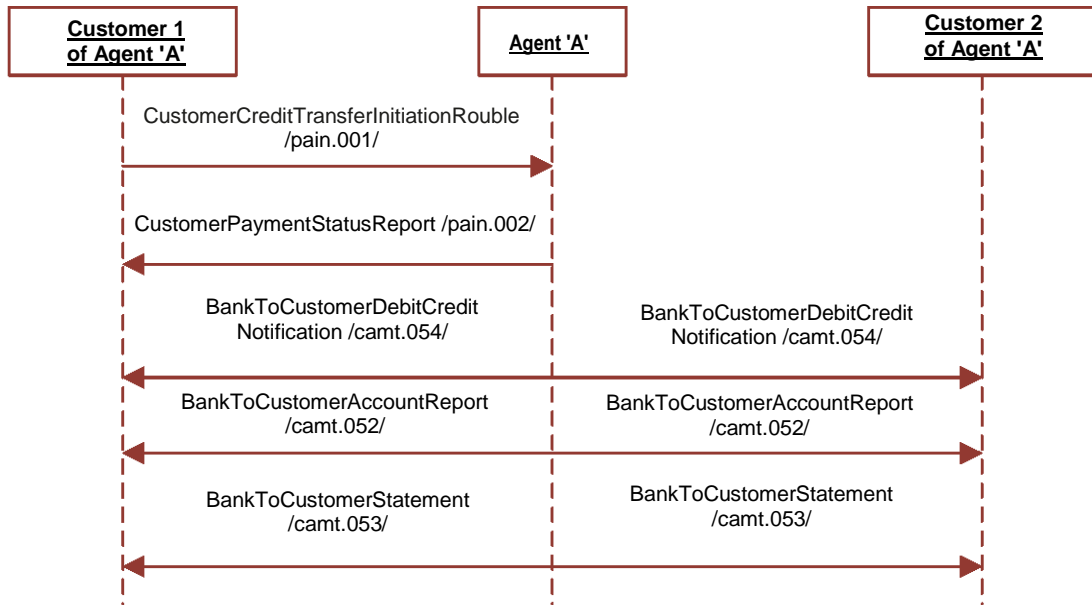 Customer 1
of Agent 'A'
Agent 'A'
Customer 2
of Agent 'A'
CustomerCreditTransferInitiationRouble
/pain.001/
CustomerPaymentStatusReport /pain.002/
BankToCustomerDebitCredit
Notification /camt.054/
BankToCustomerDebitCredit
Notification /camt.054/
BankToCustomerAccountReport
/camt.052/
BankToCustomerAccountReport
/camt.052/
BankToCustomerStatement
/camt.053/
BankToCustomerStatement
/camt.053/